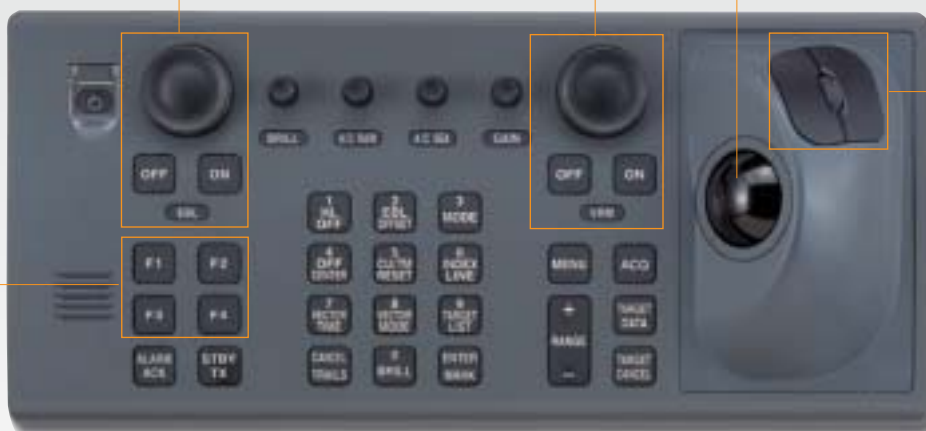 BRILL
A/C RAIN
A/C SEA
GAIN
OFF ON
OFF ON
EBL
VRM
1
HL
OFF
2
EBL
OFFSET
3
MODE
F1 F2
4
OFF
CENTER
5
CU/TM
RESET
6
INDEX
LINE
MENU
ACQ
F3 F4
7
VECTOR
TIME
8
VECTOR
MODE
9
TARGET
LIST
+
RANGE
−
TARGET
DATA
ALARM
ACK
STBY
TX
CANCEL
TRAILS
0
BRILL
ENTER
MARK
TARGET
CANCEL